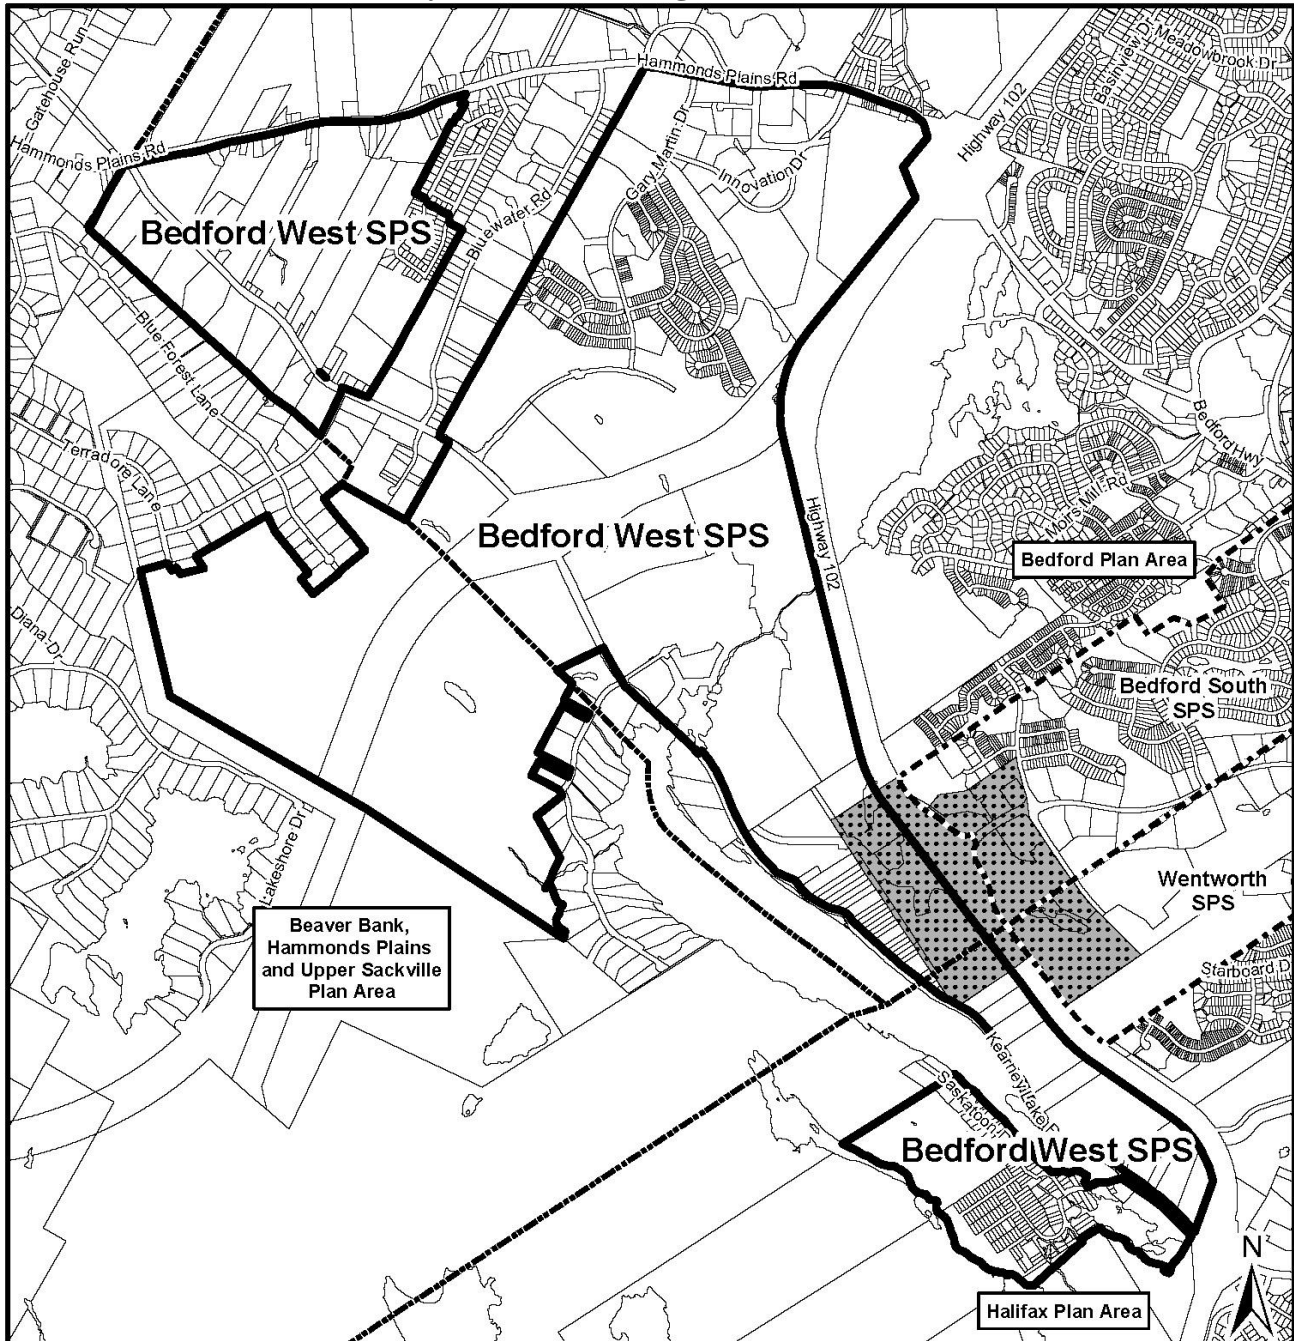 Meadowbrook Dr
Basinview Dr
Gatehouse Run
Hammonds Plains Rd
Highway 102
Hammonds Plains Rd
Gary Martin Dr
Innovation Dr
Bluewater Rd
Bedford West SPS
Blue Forest Lane
Terradore Lane
Bedford Hwy
Moirs Mill Rd
Highway 102
Bedford West SPS
Bedford Plan Area
Diana Dr
Bedford South
SPS
Lakeshore Dr
Wentworth
SPS
Beaver Bank,
Hammonds Plains
and Upper Sackville
Plan Area
Starboard D
Kearney Lake
Saskatoon
Bedford West SPS
N
Halifax Plan Area